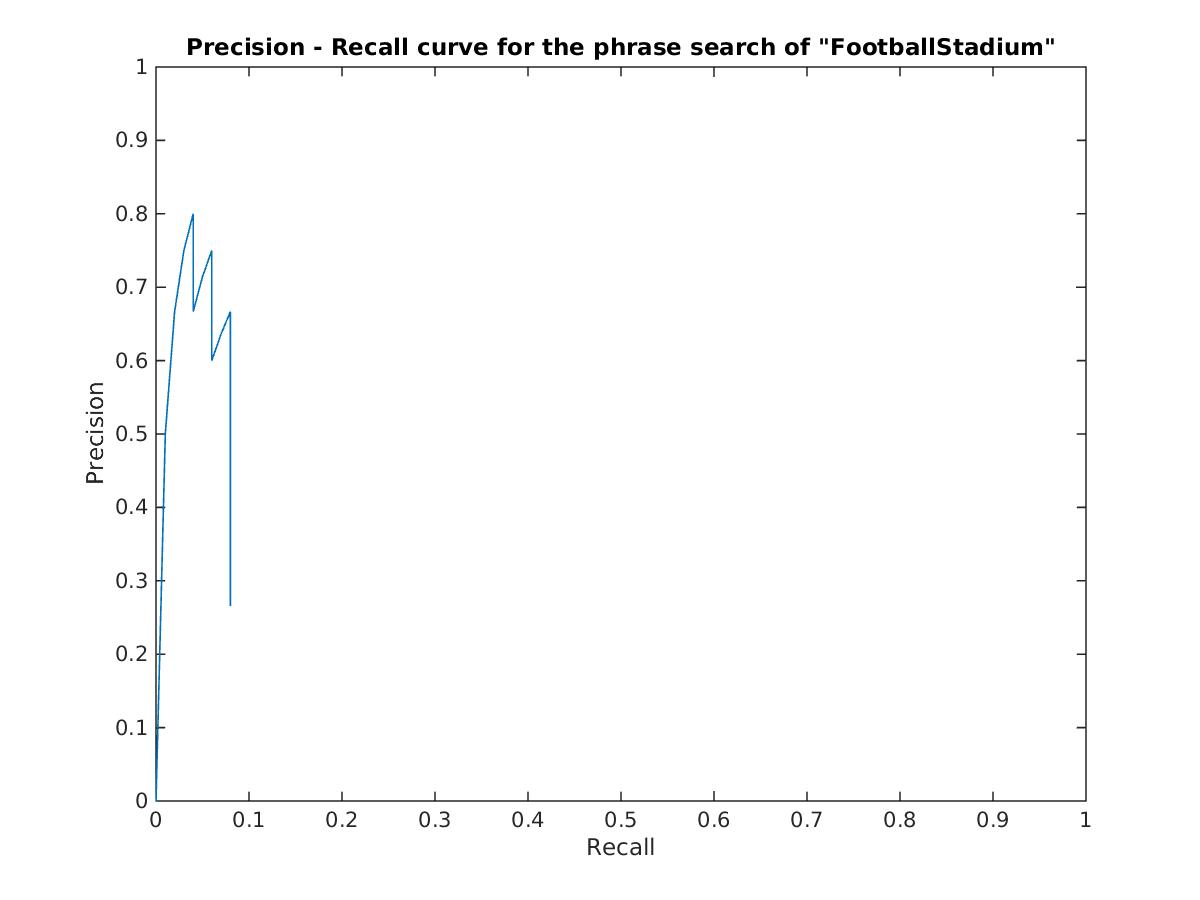 Precision - Recall curve for the phrase search of "FootballStadium"
1
0.9
0.8
0.7
0.6
0.5
0.4
0.3
0.2
0.1
0
Precision
0 0.1 0.2 0.3 0.4 0.5 0.6 0.7 0.8 0.9 1
Recall